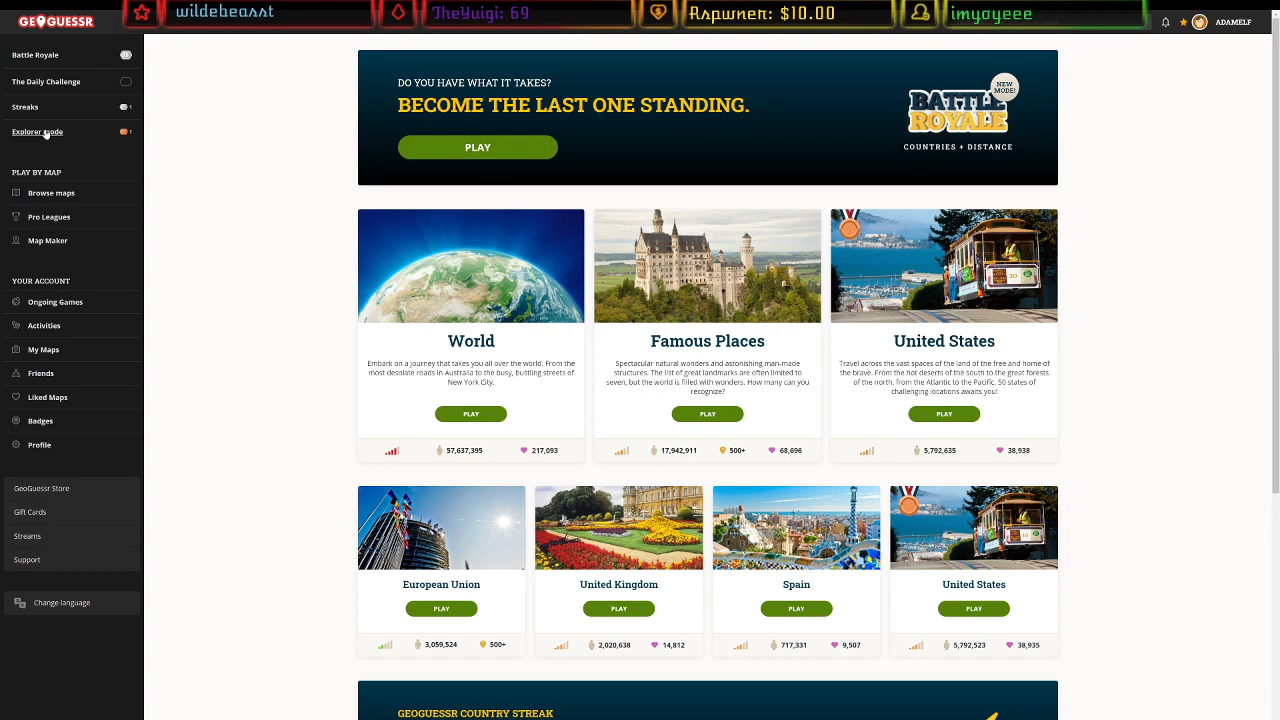 wildebeasst
TheYuigi: 69
Rspwner: $10.00
imyoyeee
GEOGUESSR
ADAMELF
Battle Royale
The Daily Challenge
Streaks
1
Explorer Mode
1
PLAY BY MAP
Browse maps
Pro Leagues
Map Maker
YOUR ACCOUNT
Ongoing Games
Activities
My Maps
Friends
Liked Maps
Badges
Profile
GeoGuessr Store
Gift Cards
Streams
Support
Change language
DO YOU HAVE WHAT IT TAKES?
BECOME THE LAST ONE STANDING.
PLAY
NEW
MODE!
BATTLE
ROYALE
COUNTRIES + DISTANCE
World
Embark on a journey that takes you all over the world. From the
most desolate roads in Australia to the busy, bustling streets of
New York City.
PLAY
57,637,395
217,093
Famous Places
Spectacular natural wonders and astonishing man-made
structures. The list of great landmarks are often limited to
seven, but the world is filled with wonders. How many can you
recognize?
PLAY
17,942,911
500+
68,696
United States
Travel across the vast spaces of the land of the free and home of
the brave. From the hot deserts of the south to the great forests
of the north, from the Atlantic to the Pacific. 50 states of
challenging locations awaits you!
PLAY
5,792,635
38,938
European Union
PLAY
3,059,524
500+
United Kingdom
PLAY
2,020,638
14,812
Spain
PLAY
717,331
9,507
United States
PLAY
5,792,523
38,935
GEOGUESSR COUNTRY STREAK